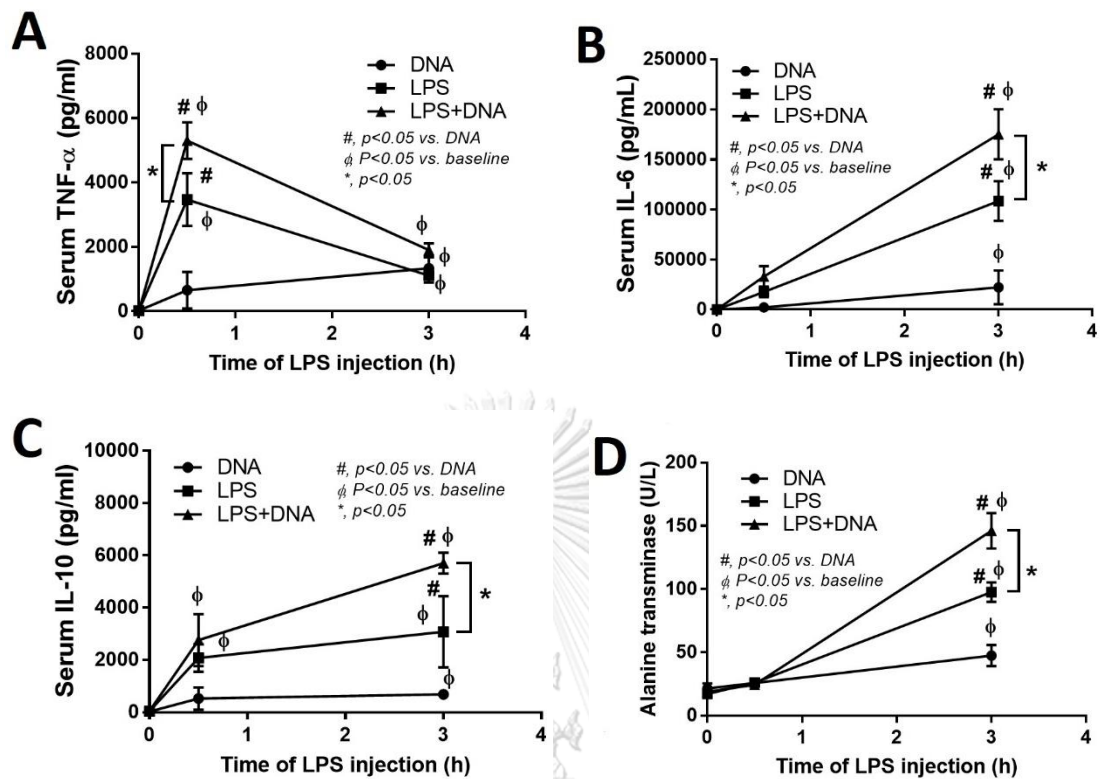 A
Serum TNF-α (pg/ml)
8000
6000
4000
2000
0
0 1 2 3 4
Time of LPS injection (h)
DNA
LPS
LPS+DNA
#, p<0.05 vs. DNA
ϕ P<0.05 vs. baseline
*, p<0.05
# ϕ
*
#
ϕ
ϕ
ϕ
ϕ
B
Serum IL-6 (pg/mL)
250000
200000
150000
100000
50000
0
0 1 2 3 4
Time of LPS injection (h)
DNA
LPS
LPS+DNA
#, p<0.05 vs. DNA
ϕ P<0.05 vs. baseline
*, p<0.05
# ϕ
# ϕ
*
ϕ
C
Serum IL-10 (pg/ml)
10000
8000
6000
4000
2000
0
0 1 2 3 4
Time of LPS injection (h)
DNA
LPS
LPS+DNA
#, p<0.05 vs. DNA
ϕ P<0.05 vs. baseline
*, p<0.05
# ϕ
ϕ
#
*
ϕ
ϕ
ϕ
D
Alanine transminase (U/L)
200
150
100
50
0
0 1 2 3 4
Time of LPS injection (h)
DNA
LPS
LPS+DNA
#, p<0.05 vs. DNA
ϕ P<0.05 vs. baseline
*, p<0.05
# ϕ
# ϕ
*
ϕ